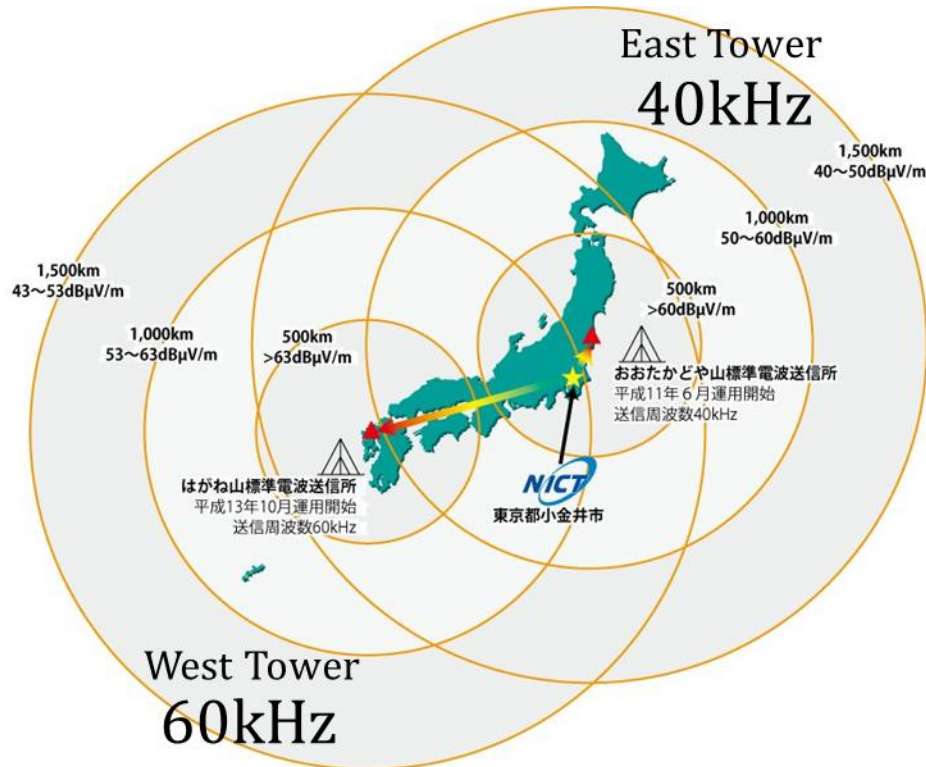 East Tower
40kHz
1,500km
40～50dBμV/m
1,000km
50～60dBμV/m
500km
>60dBμV/m
おおたかどや山標準電波送信所
平成11年６月運用開始
送信周波数40kHz
1,500km
43～53dBμV/m
1,000km
53～63dBμV/m
500km
>63dBμV/m
はがね山標準電波送信所
平成13年10月運用開始
送信周波数60kHz
NICT
東京都小金井市
West Tower
60kHz